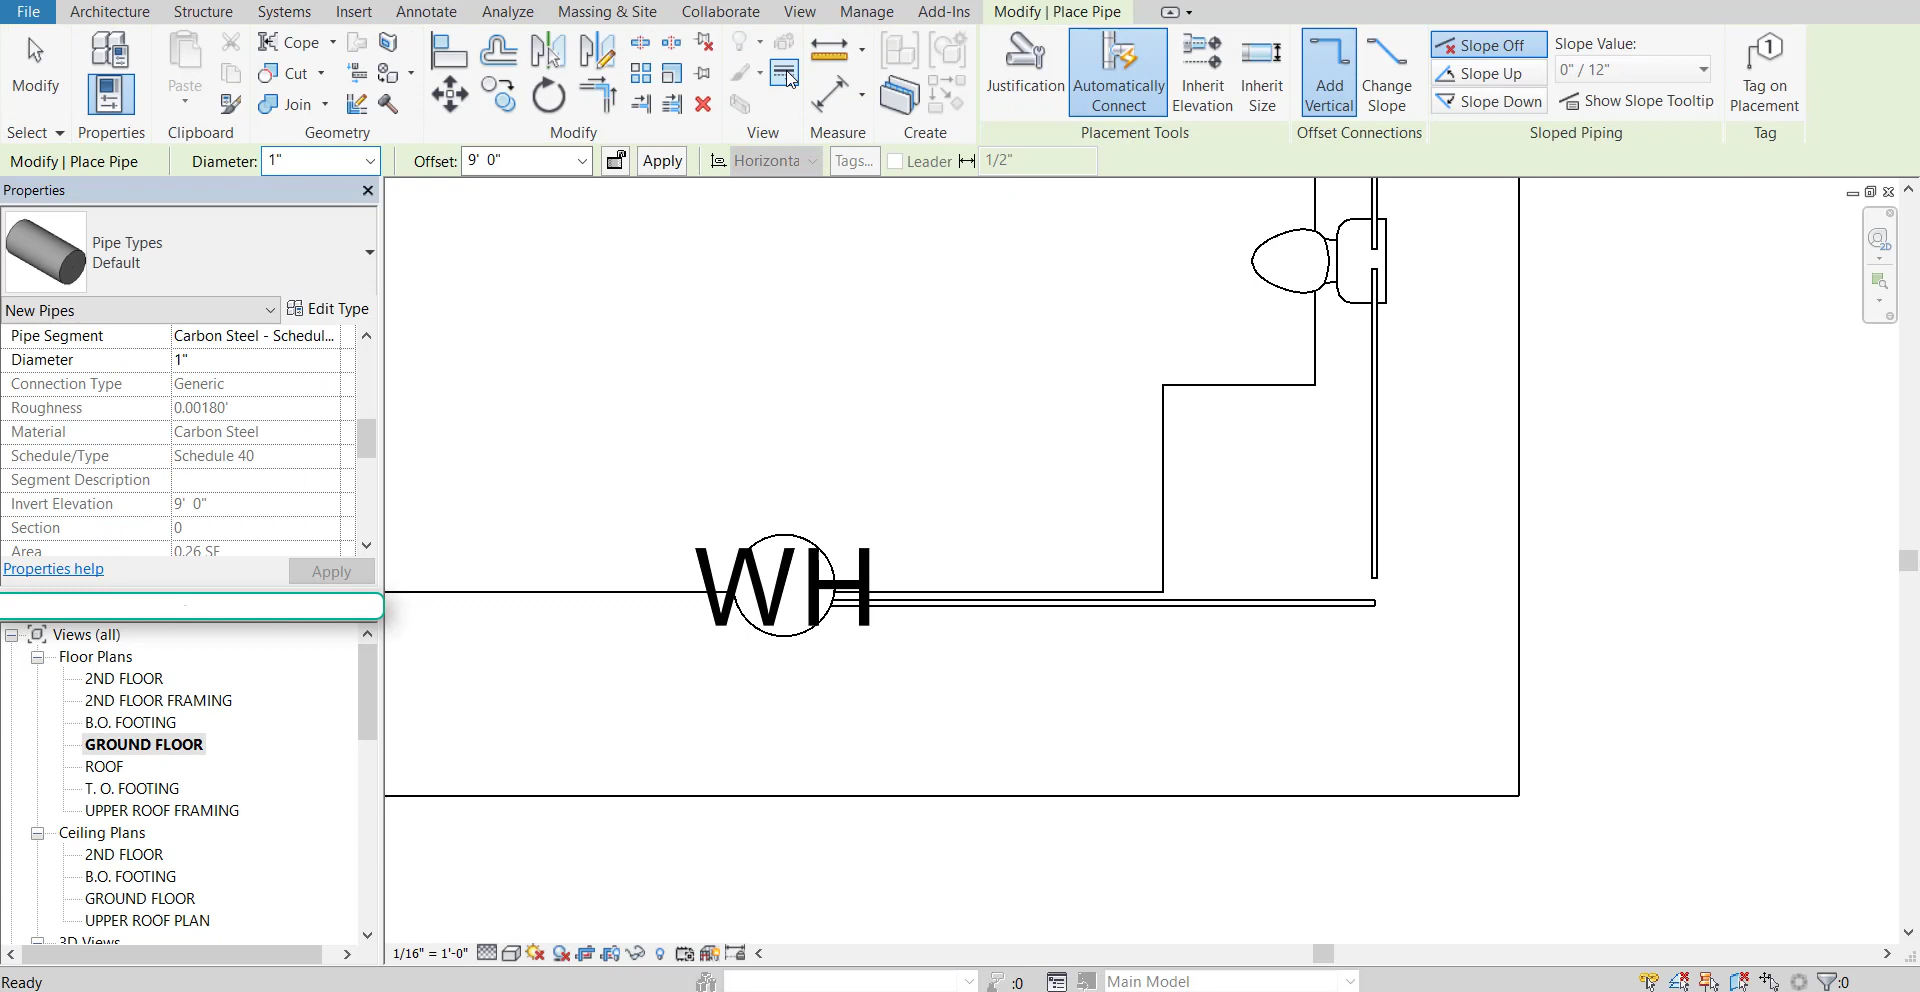 File Architecture Structure Systems Insert Annotate Analyze Massing & Site Collaborate View Manage Add-Ins Modify | Place Pipe
Modify
Paste
Cope
Cut
Join
Justification
Automatically
Connect
Inherit
Elevation
Inherit
Size
Add
Vertical
Change
Slope
Slope Off
Slope Up
Slope Down
Slope Value:
0" / 12"
Show Slope Tooltip
1
Tag on
Placement
Select Properties Clipboard Geometry Modify View Measure Create Placement Tools Offset Connections Sloped Piping Tag
Modify | Place Pipe Diameter: 1" Offset: 9' 0" Apply Horizonta Tags... Leader 1/2"
Properties
Pipe Types
Default
New Pipes Edit Type
Pipe Segment Carbon Steel - Schedul...
Diameter 1"
Connection Type Generic
Roughness 0.00180'
Material Carbon Steel
Schedule/Type Schedule 40
Segment Description
Invert Elevation 9' 0"
Section 0
Area 0.26 SF
Properties help Apply
Views (all)
Floor Plans
2ND FLOOR
2ND FLOOR FRAMING
B.O. FOOTING
GROUND FLOOR
ROOF
T. O. FOOTING
UPPER ROOF FRAMING
Ceiling Plans
2ND FLOOR
B.O. FOOTING
GROUND FLOOR
UPPER ROOF PLAN
3D Views
WH
2D
1/16" = 1'-0"
Ready :0 Main Model :0